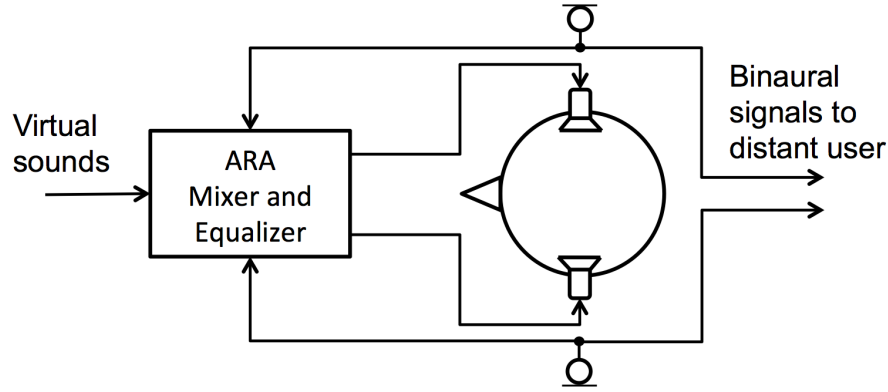 Virtual
sounds
ARA
Mixer and
Equalizer
Binaural
signals to
distant user